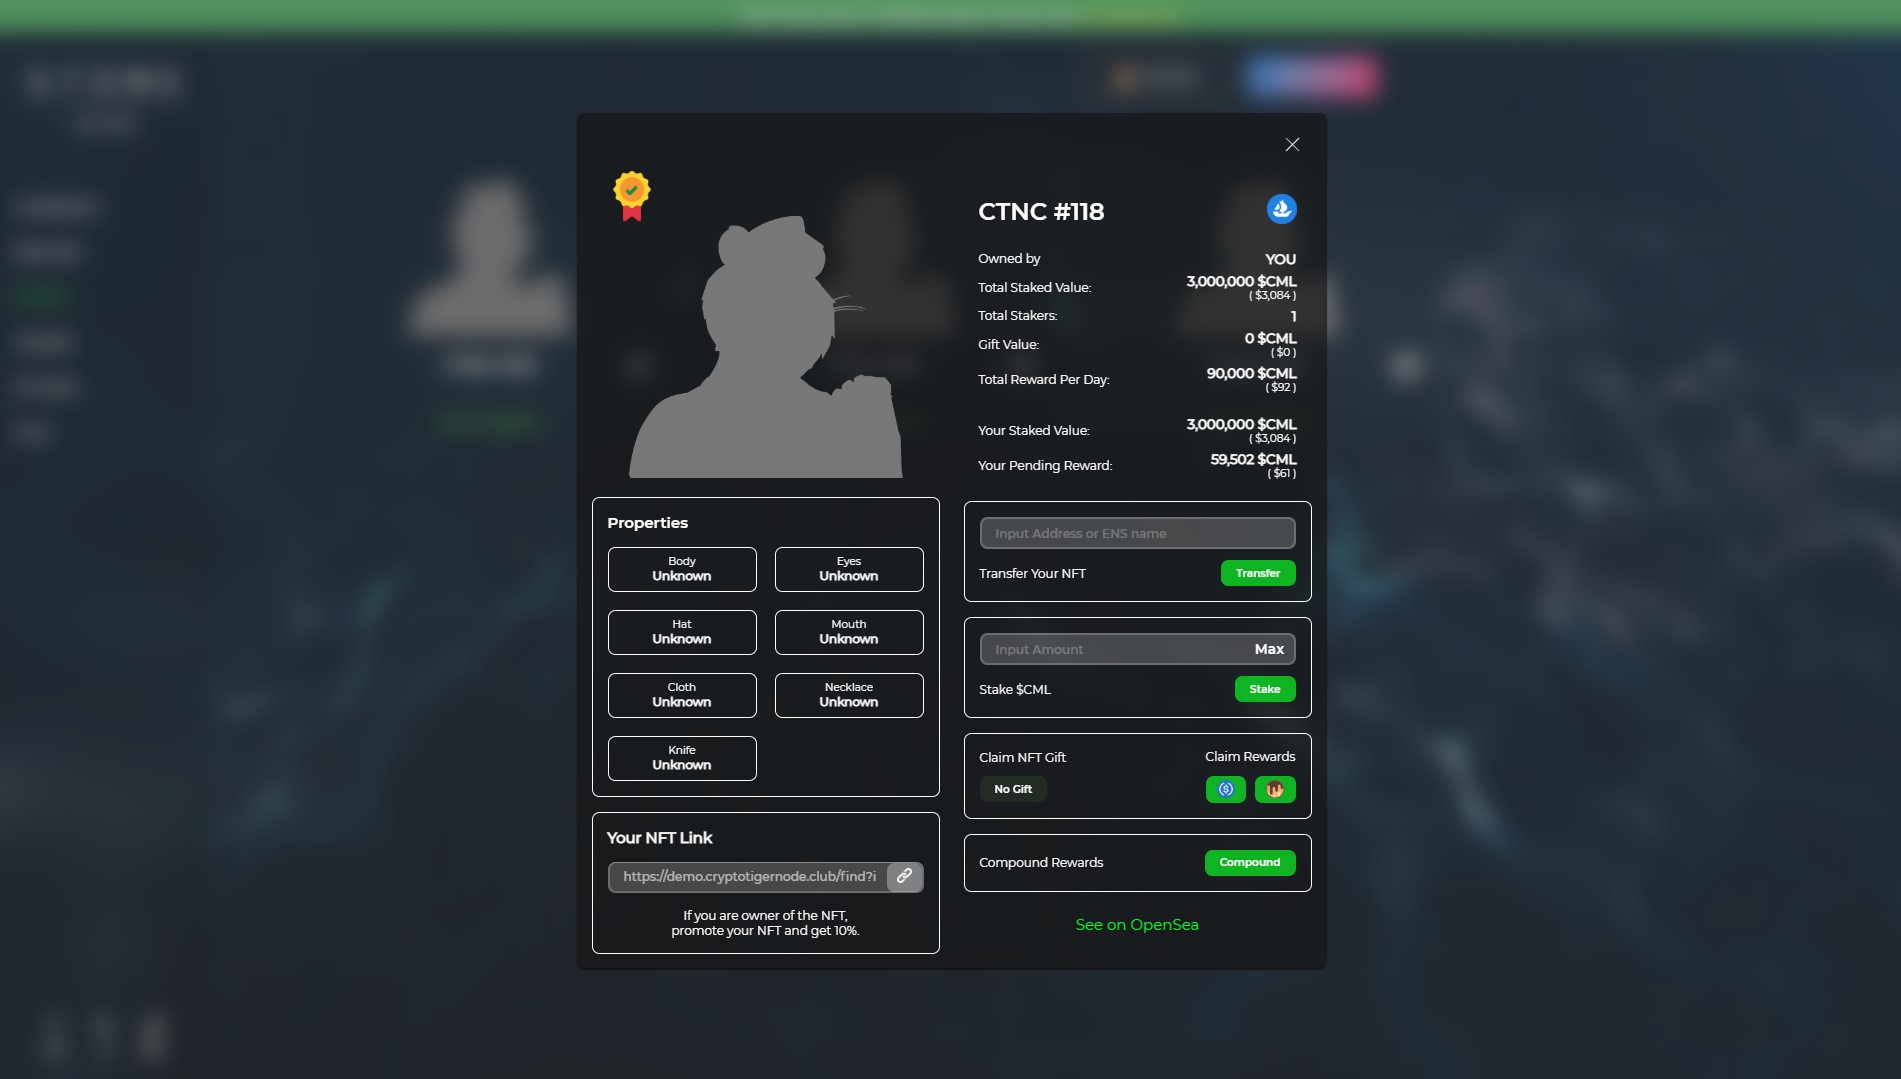 CTNC #118
Owned by
YOU
Total Staked Value:
3,000,000 $CML
( $3,084 )
Total Stakers:
1
Gift Value:
0 $CML
( $0 )
Total Reward Per Day:
90,000 $CML
( $92 )
Your Staked Value:
3,000,000 $CML
( $3,084 )
Your Pending Reward:
59,502 $CML
( $61 )
Properties
Body
Unknown
Eyes
Unknown
Hat
Unknown
Mouth
Unknown
Cloth
Unknown
Necklace
Unknown
Knife
Unknown
Your NFT Link
https://demo.cryptotigernode.club/find?i
If you are owner of the NFT,
promote your NFT and get 10%.
Input Address or ENS name
Transfer Your NFT
Transfer
Input Amount
Max
Stake $CML
Stake
Claim NFT Gift
Claim Rewards
No Gift
Compound Rewards
Compound
See on OpenSea